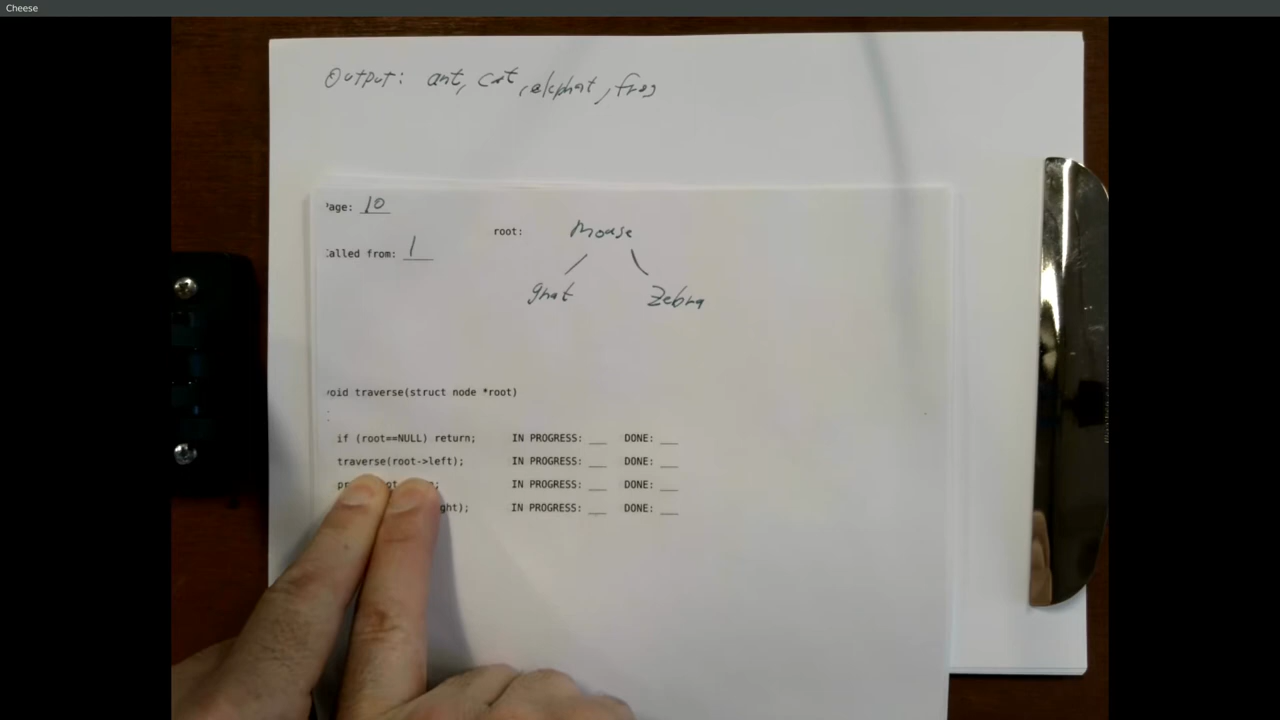 Cheese
Output: ant, cat, elephat, frog
Page: 10
root: Mouse
Called from: 1
gnat Zebra
void traverse(struct node *root)
if (root==NULL) return; IN PROGRESS: ___ DONE: ___
traverse(root->left); IN PROGRESS: ___ DONE: ___
IN PROGRESS: ___ DONE: ___
ght); IN PROGRESS: ___ DONE: ___